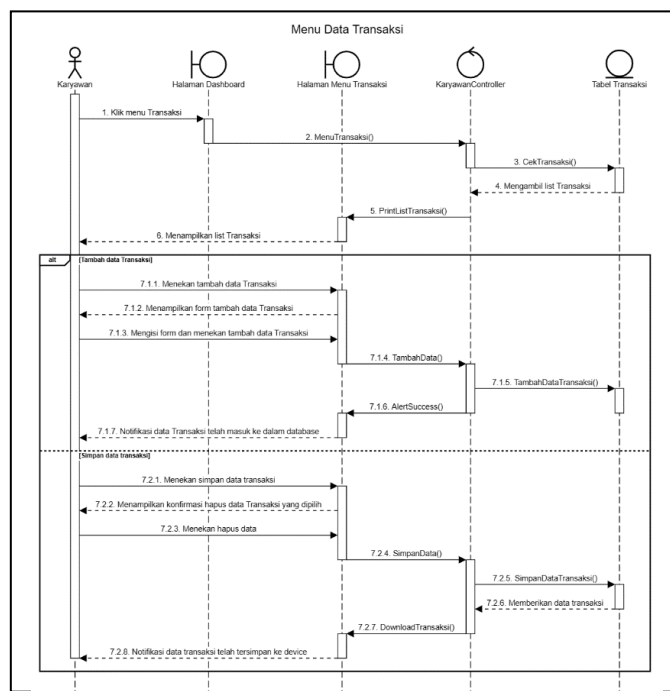 Menu Data Transaksi
Karyawan
Halaman Dashboard
Halaman Menu Transaksi
KaryawanController
Tabel Transaksi
1. Klik menu Transaksi
2. MenuTransaksi()
3. CekTransaksi()
4. Mengambil list Transaksi
5. PrintListTransaksi()
6. Menampilkan list Transaksi
alt
[Tambah data Transaksi]
7.1.1. Menekan tambah data Transaksi
7.1.2. Menampilkan form tambah data Transaksi
7.1.3. Mengisi form dan menekan tambah data Transaksi
7.1.4. TambahData()
7.1.5. TambahDataTransaksi()
7.1.6. AlertSuccess()
7.1.7. Notifikasi data Transaksi telah masuk ke dalam database
[Simpan data transaksi]
7.2.1. Menekan simpan data transaksi
7.2.2. Menampilkan konfirmasi hapus data Transaksi yang dipilih
7.2.3. Menekan hapus data
7.2.4. SimpanData()
7.2.5. SimpanDataTransaksi()
7.2.6. Memberikan data transaksi
7.2.7. DownloadTransaksi()
7.2.8. Notifikasi data transaksi telah tersimpan ke device